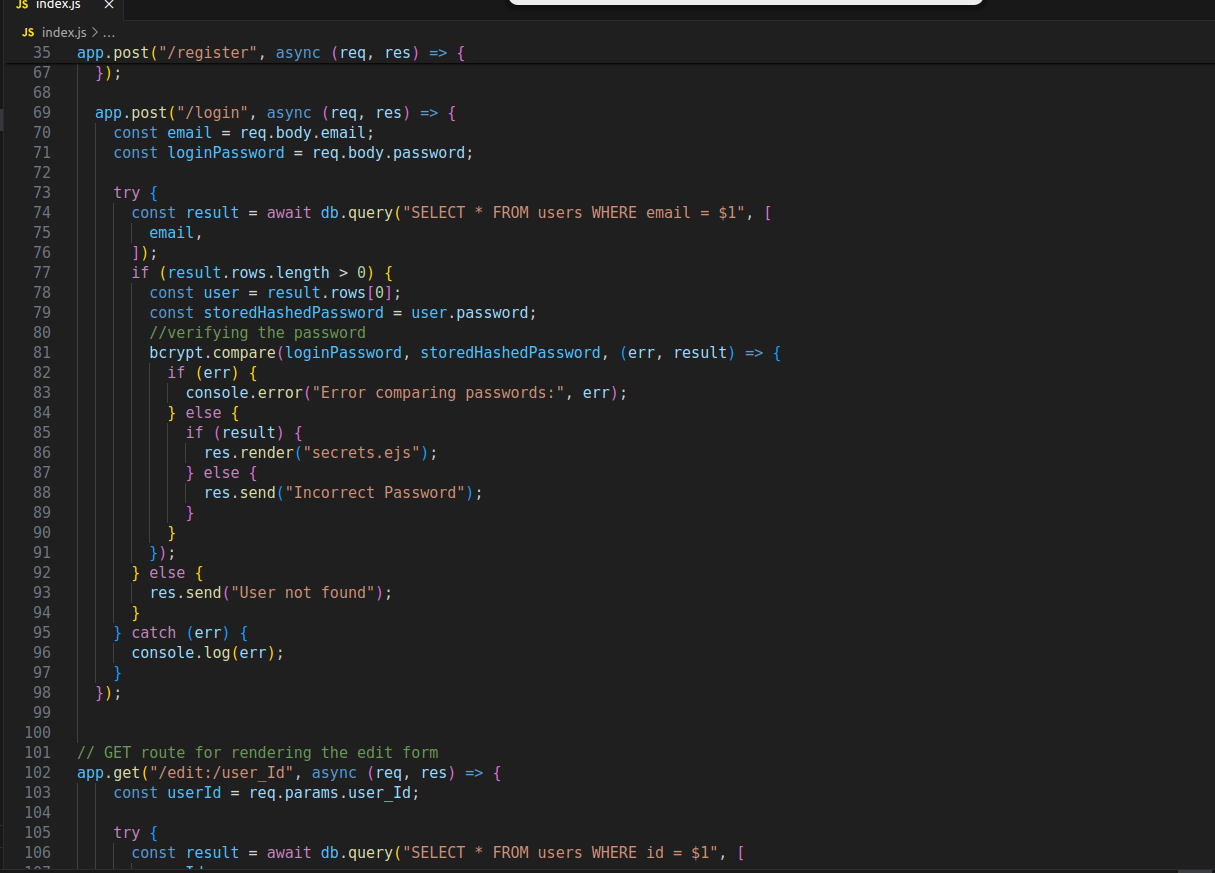 JS index.js ×
JS index.js > ...
35 app.post("/register", async (req, res) => {
67 });
68
69 app.post("/login", async (req, res) => {
70 const email = req.body.email;
71 const loginPassword = req.body.password;
72
73 try {
74 const result = await db.query("SELECT * FROM users WHERE email = $1", [
75 email,
76 ]);
77 if (result.rows.length > 0) {
78 const user = result.rows[0];
79 const storedHashedPassword = user.password;
80 //verifying the password
81 bcrypt.compare(loginPassword, storedHashedPassword, (err, result) => {
82 if (err) {
83 console.error("Error comparing passwords:", err);
84 } else {
85 if (result) {
86 res.render("secrets.ejs");
87 } else {
88 res.send("Incorrect Password");
89 }
90 }
91 });
92 } else {
93 res.send("User not found");
94 }
95 } catch (err) {
96 console.log(err);
97 }
98 });
99
100
101 // GET route for rendering the edit form
102 app.get("/edit:/user_Id", async (req, res) => {
103 const userId = req.params.user_Id;
104
105 try {
106 const result = await db.query("SELECT * FROM users WHERE id = $1", [